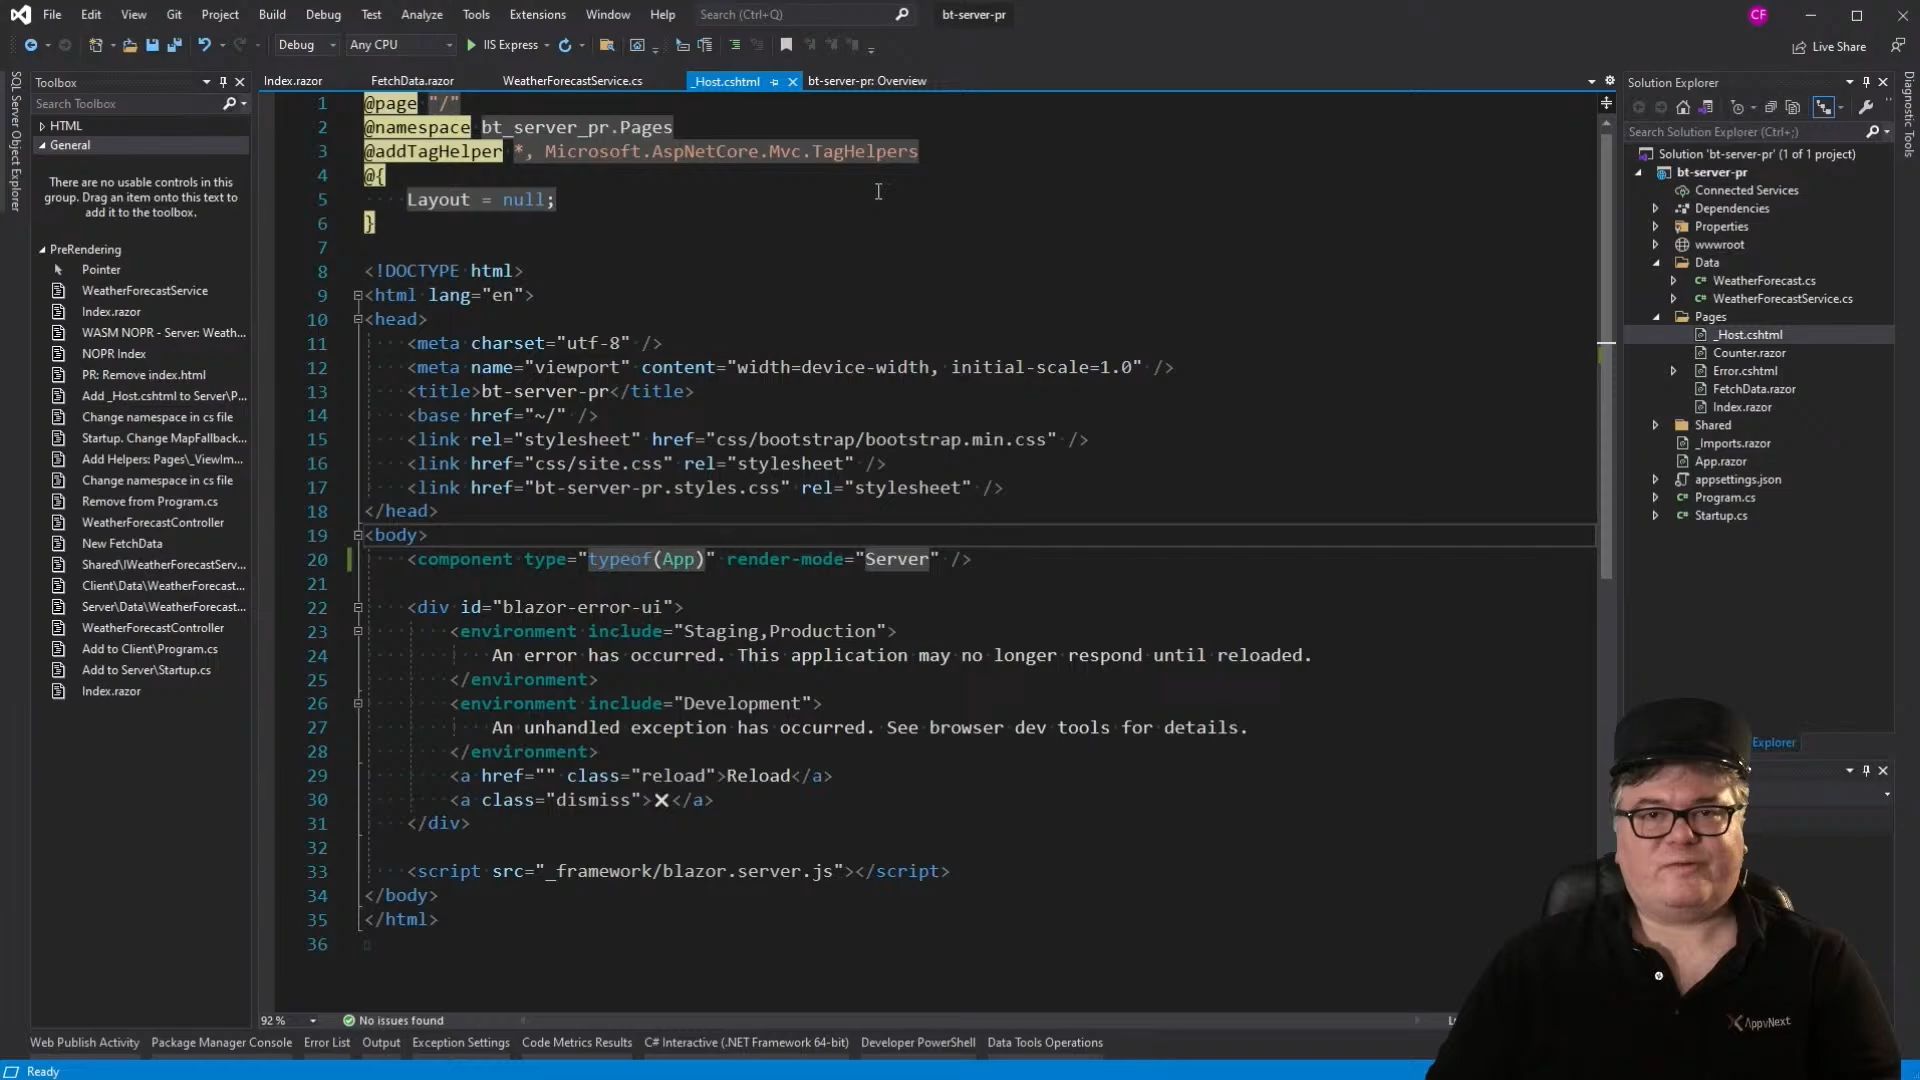 File Edit View Git Project Build Debug Test Analyze Tools Extensions Window Help Search (Ctrl+Q) bt-server-pr CF
Debug Any CPU IIS Express Live Share
SQL Server Object Explorer
Toolbox
Search Toolbox
HTML
General
There are no usable controls in this
group. Drag an item onto this text to
add it to the toolbox.
PreRendering
Pointer
WeatherForecastService
Index.razor
WASM NOPR - Server: Weath...
NOPR Index
PR: Remove index.html
Add _Host.cshtml to Server\P...
Change namespace in cs file
Startup. Change MapFallback...
Add Helpers: Pages\_ViewIm...
Change namespace in cs file
Remove from Program.cs
WeatherForecastController
New FetchData
Shared\IWeatherForecastServ...
Client\Data\WeatherForecast...
Server\Data\WeatherForecast...
WeatherForecastController
Add to Client\Program.cs
Add to Server\Startup.cs
Index.razor
Index.razor FetchData.razor WeatherForecastService.cs _Host.cshtml bt-server-pr: Overview
1 @page "/"
2 @namespace bt_server_pr.Pages
3 @addTagHelper *, Microsoft.AspNetCore.Mvc.TagHelpers
4 @{
5 Layout = null;
6 }
7
8 <!DOCTYPE html>
9 <html lang="en">
10 <head>
11 <meta charset="utf-8" />
12 <meta name="viewport" content="width=device-width, initial-scale=1.0" />
13 <title>bt-server-pr</title>
14 <base href="~/" />
15 <link rel="stylesheet" href="css/bootstrap/bootstrap.min.css" />
16 <link href="css/site.css" rel="stylesheet" />
17 <link href="bt-server-pr.styles.css" rel="stylesheet" />
18 </head>
19 <body>
20 <component type="typeof(App)" render-mode="Server" />
21
22 <div id="blazor-error-ui">
23 <environment include="Staging,Production">
24 An error has occurred. This application may no longer respond until reloaded.
25 </environment>
26 <environment include="Development">
27 An unhandled exception has occurred. See browser dev tools for details.
28 </environment>
29 <a href="" class="reload">Reload</a>
30 <a class="dismiss">🗙</a>
31 </div>
32
33 <script src="_framework/blazor.server.js"></script>
34 </body>
35 </html>
36
92 % No issues found
Solution Explorer
Search Solution Explorer (Ctrl+;)
Solution 'bt-server-pr' (1 of 1 project)
bt-server-pr
Connected Services
Dependencies
Properties
wwwroot
Data
WeatherForecast.cs
WeatherForecastService.cs
Pages
_Host.cshtml
Counter.razor
Error.cshtml
FetchData.razor
Index.razor
Shared
_Imports.razor
App.razor
appsettings.json
Program.cs
Startup.cs
Explorer
Diagnostic Tools
AppvNext
Web Publish Activity Package Manager Console Error List Output Exception Settings Code Metrics Results C# Interactive (.NET Framework 64-bit) Developer PowerShell Data Tools Operations
Ready